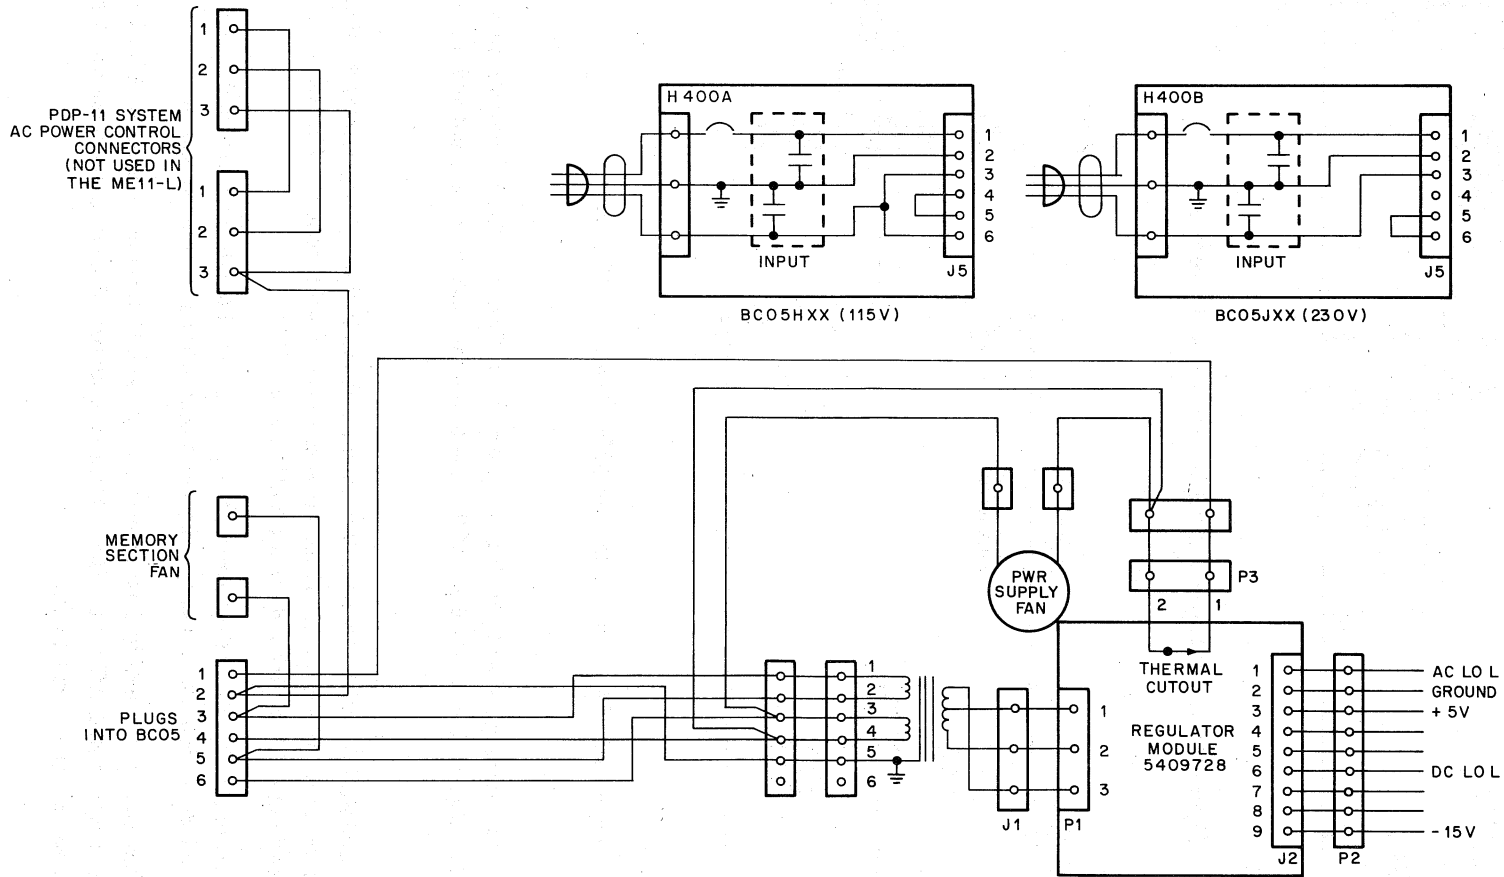 1
2
3
PDP-11 SYSTEM
AC POWER CONTROL
CONNECTORS
(NOT USED IN
THE ME11-L)
1
2
3
H400A
1
2
3
4
5
6
INPUT
J5
BC05HXX (115V)
H400B
1
2
3
4
5
6
INPUT
J5
BC05JXX (230V)
MEMORY
SECTION
FAN
PWR
SUPPLY
FAN
P3
2
1
THERMAL
CUTOUT
PLUGS
INTO BC05
1
2
3
4
5
6
1
2
3
4
5
6
1
2
3
J1
P1
REGULATOR
MODULE
5409728
1
2
3
4
5
6
7
8
9
J2
P2
AC LO L
GROUND
+ 5V
DC LO L
- 15V